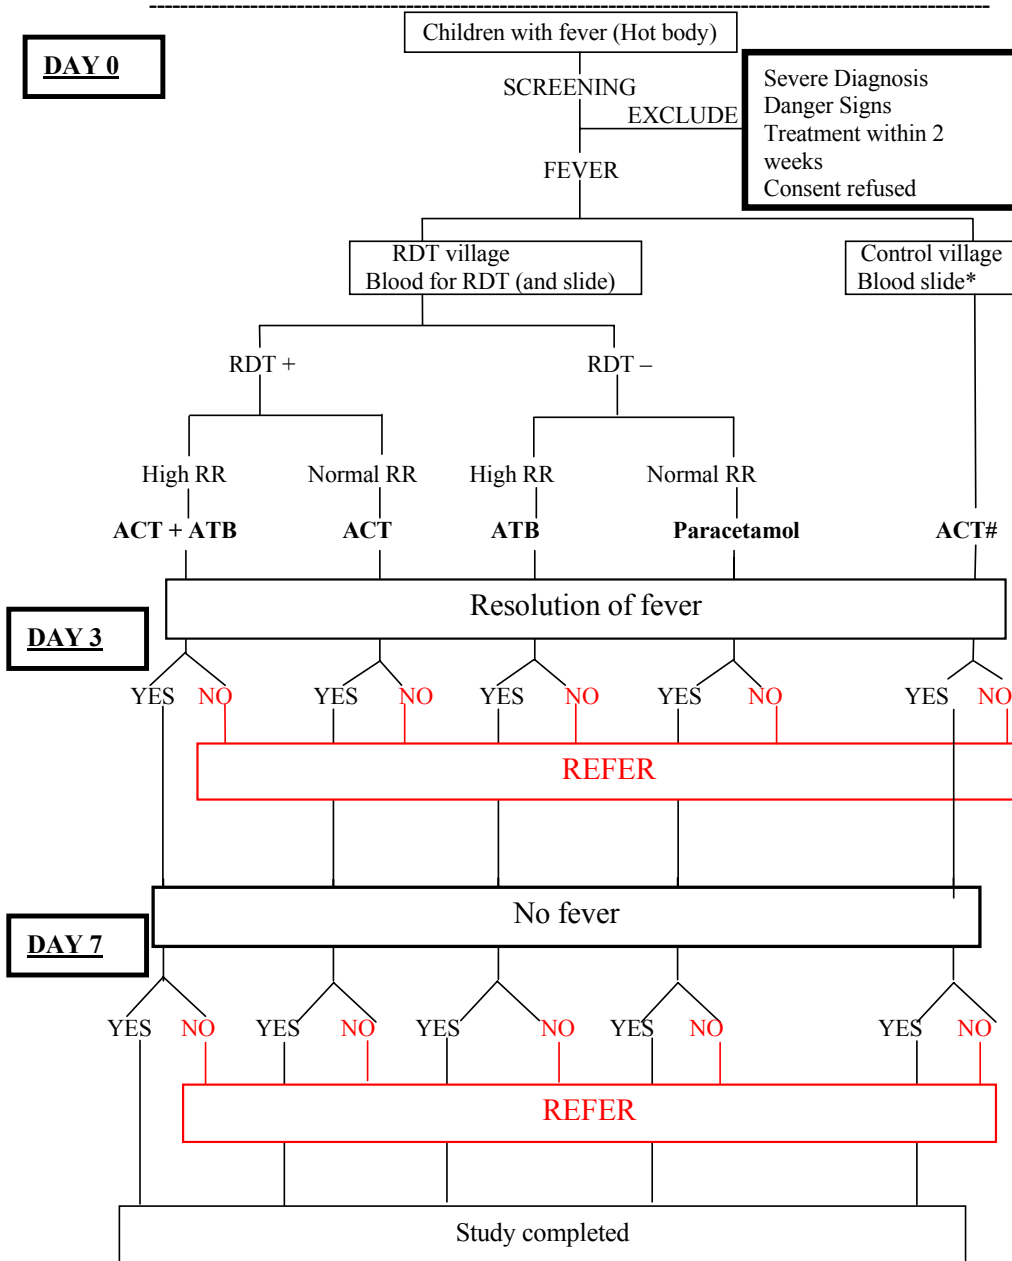 DAY 0
Children with fever (Hot body)
SCREENING
EXCLUDE
Severe Diagnosis
Danger Signs
Treatment within 2
weeks
Consent refused
FEVER
RDT village
Blood for RDT (and slide)
Control village
Blood slide*
RDT +
RDT –
High RR
Normal RR
High RR
Normal RR
ACT + ATB
ACT
ATB
Paracetamol
ACT#
Resolution of fever
DAY 3
YES NO YES NO YES NO YES NO YES NO
REFER
No fever
DAY 7
YES NO YES NO YES NO YES NO YES NO
REFER
Study completed